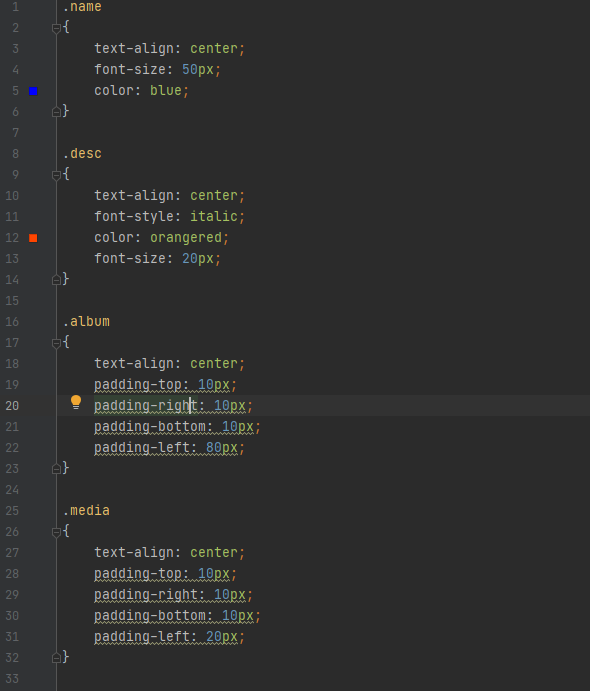 1 .name
2 {
3 text-align: center;
4 font-size: 50px;
5 color: blue;
6 }
7
8 .desc
9 {
10 text-align: center;
11 font-style: italic;
12 color: orangered;
13 font-size: 20px;
14 }
15
16 .album
17 {
18 text-align: center;
19 padding-top: 10px;
20 padding-right: 10px;
21 padding-bottom: 10px;
22 padding-left: 80px;
23 }
24
25 .media
26 {
27 text-align: center;
28 padding-top: 10px;
29 padding-right: 10px;
30 padding-bottom: 10px;
31 padding-left: 20px;
32 }
33